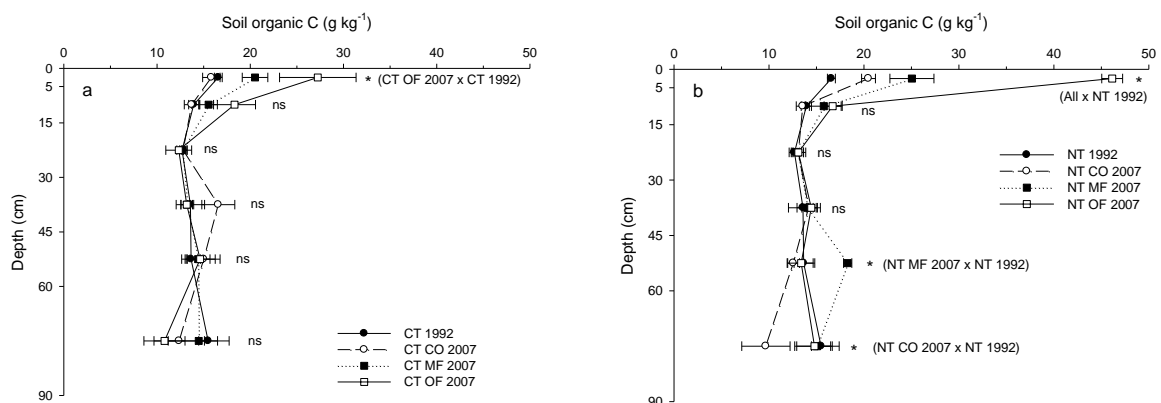 Soil organic C (g kg-1)
0 10 20 30 40 50
0
5
15
30
45
60
90
Depth (cm)
a
* (CT OF 2007 x CT 1992)
ns
ns
ns
ns
ns
CT 1992
CT CO 2007
CT MF 2007
CT OF 2007
Soil organic C (g kg-1)
0 10 20 30 40 50
0
5
15
30
45
60
90
Depth (cm)
b
*
(All x NT 1992)
ns
ns
ns
* (NT MF 2007 x NT 1992)
* (NT CO 2007 x NT 1992)
NT 1992
NT CO 2007
NT MF 2007
NT OF 2007